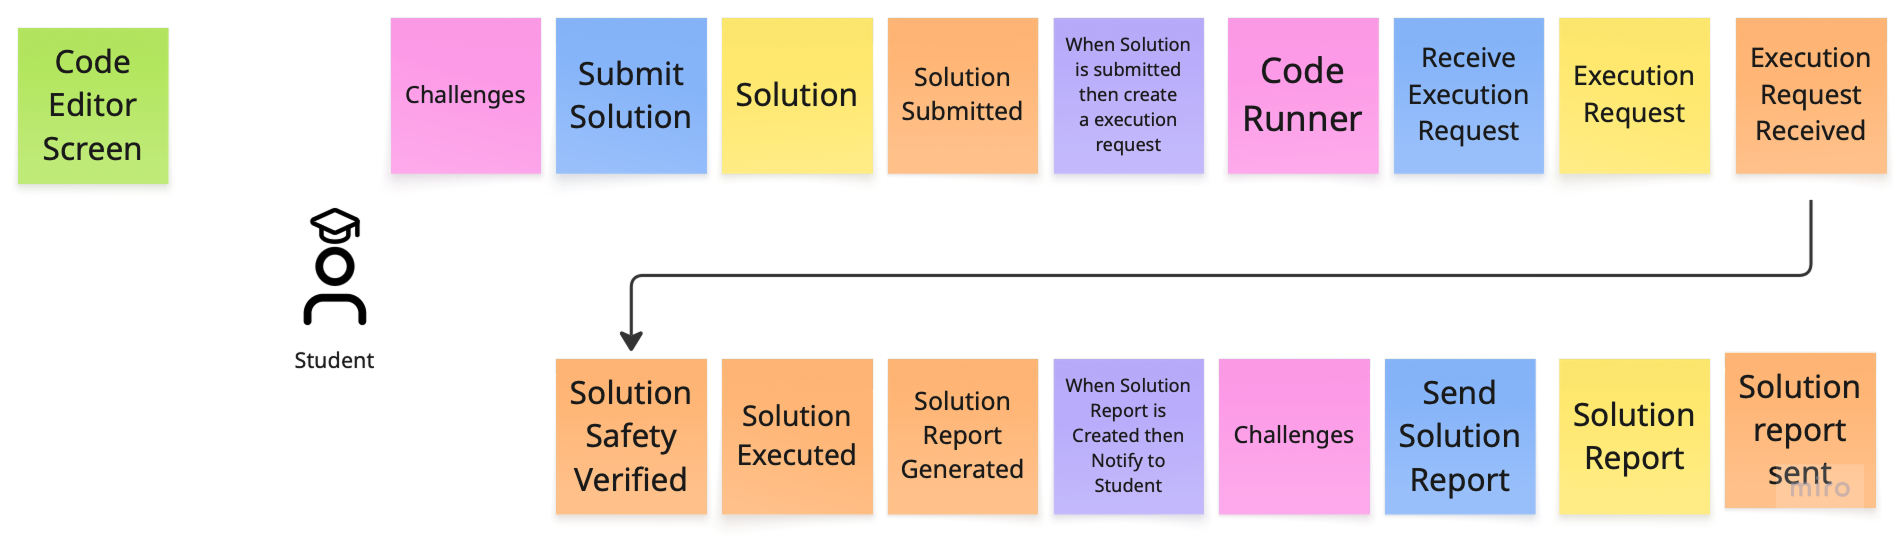 Code
Editor
Screen
Challenges
Submit
Solution
Solution
Solution
Submitted
When Solution
is submitted
then create
a execution
request
Code
Runner
Receive
Execution
Request
Execution
Request
Execution
Request
Received
Student
Solution
Safety
Verified
Solution
Executed
Solution
Report
Generated
When Solution
Report is
Created then
Notify to
Student
Challenges
Send
Solution
Report
Solution
Report
Solution
report
sent
miro